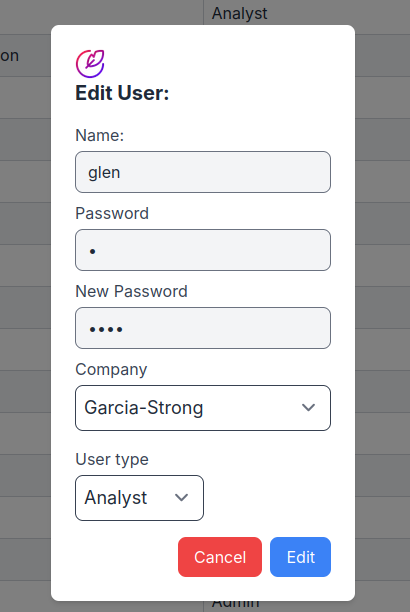 Analyst
on
Edit User:
Name:
glen
Password
•
New Password
••••
Company
Garcia-Strong
User type
Analyst
Cancel Edit
Admin